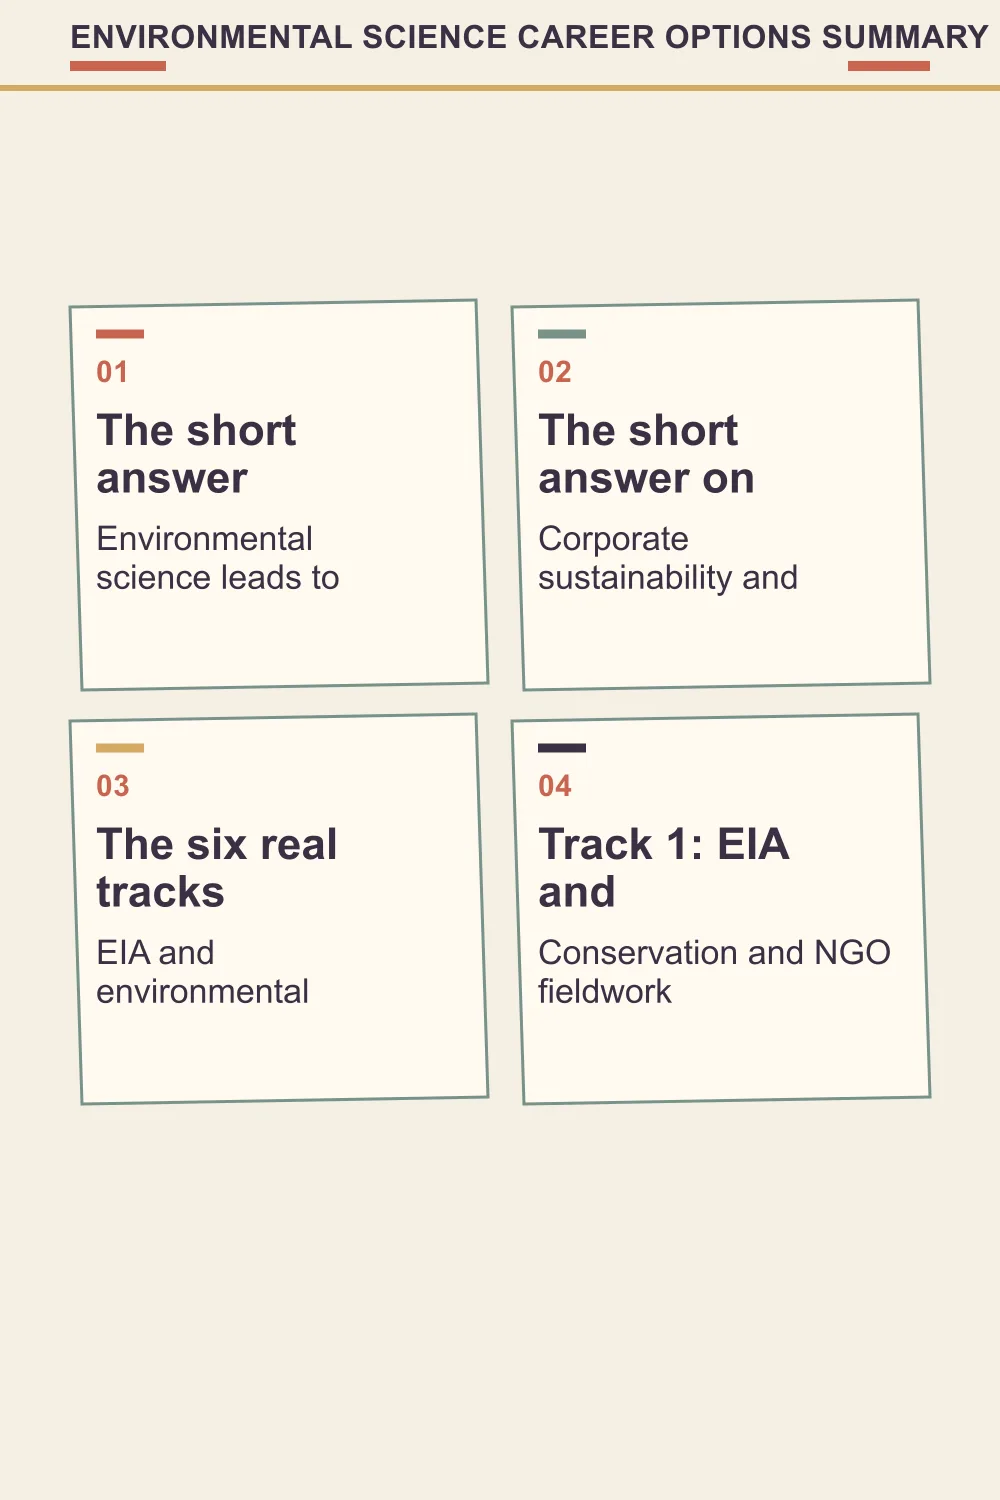 ENVIRONMENTAL SCIENCE CAREER OPTIONS SUMMARY
01
The short
answer
Environmental
science leads to
02
The short
answer on
Corporate
sustainability and
03
The six real
tracks
EIA and
environmental
04
Track 1: EIA
and
Conservation and NGO
fieldwork